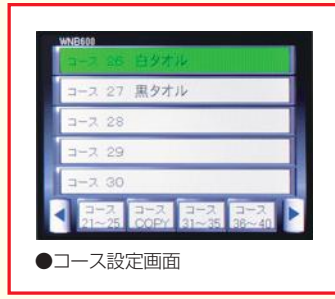 WNB600
コース 26 白タオル
コース 27 黒タオル
コース 28
コース 29
コース 30
コース コース コース コース
21〜25 COPY 31〜35 36〜40
●コース設定画面